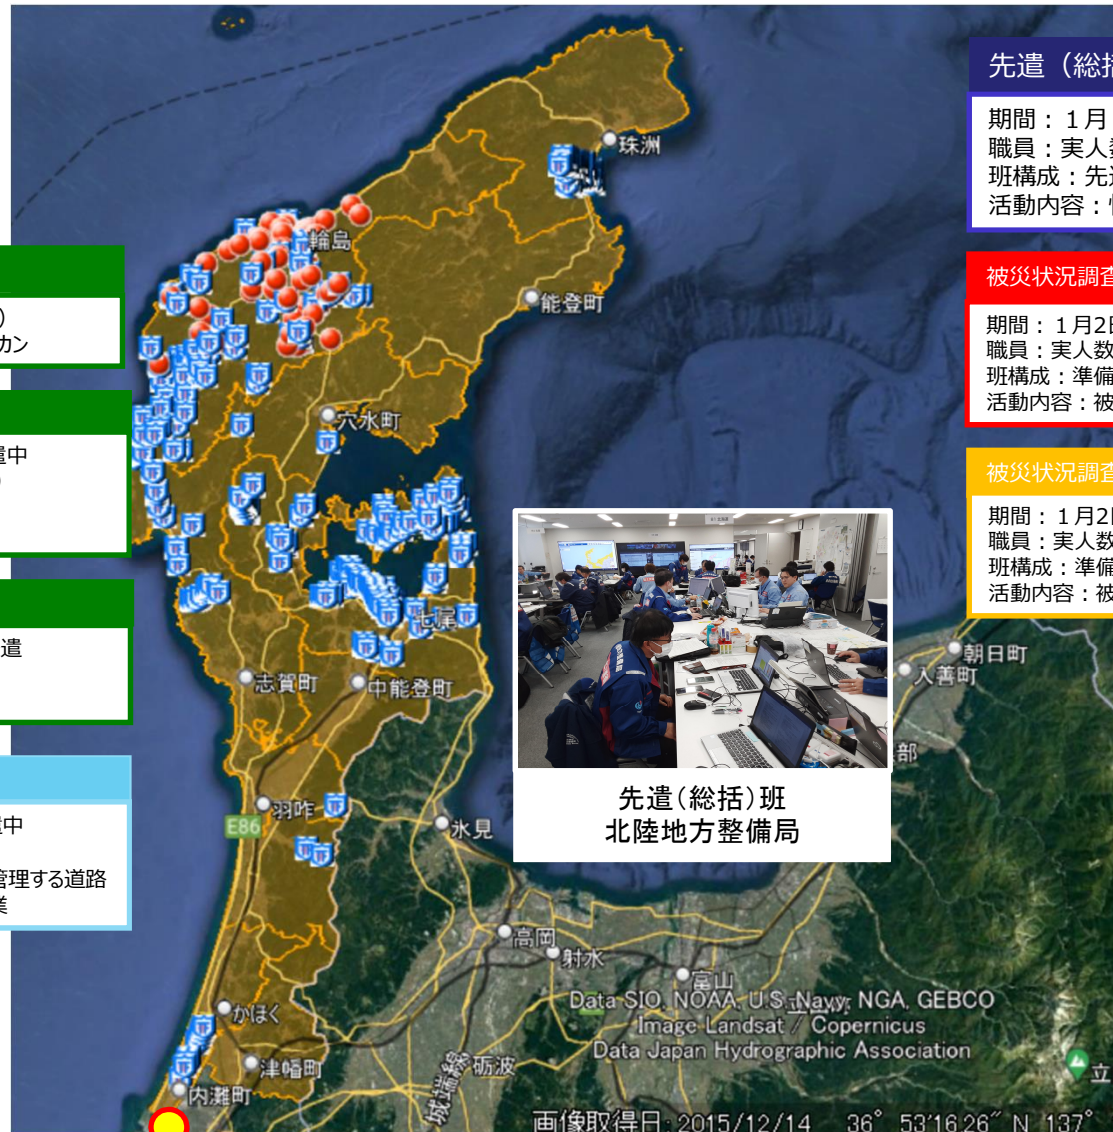 珠洲
輪島
能登町
穴水町
七尾
志賀町
中能登町
羽咋
E86
氷見
高岡
射水
富山
かほく
津幡町
内灘町
砺波
城端線
朝日町
入善町
部
立
先遣（総括
期間：１月
職員：実人数
班構成：先遣
活動内容：
被災状況調査
期間：１月2日
職員：実人数
班構成：準備
活動内容：被
被災状況調査
期間：１月2日
職員：実人数
班構成：準備
活動内容：被
）
カン
遣中
）
遣
遣中
管理する道路
業
先遣(総括)班
北陸地方整備局
Data SIO, NOAA, U.S. Navy, NGA, GEBCO
Image Landsat / Copernicus
Data Japan Hydrographic Association
画像取得日: 2015/12/14 36° 53'16.26" N 137°